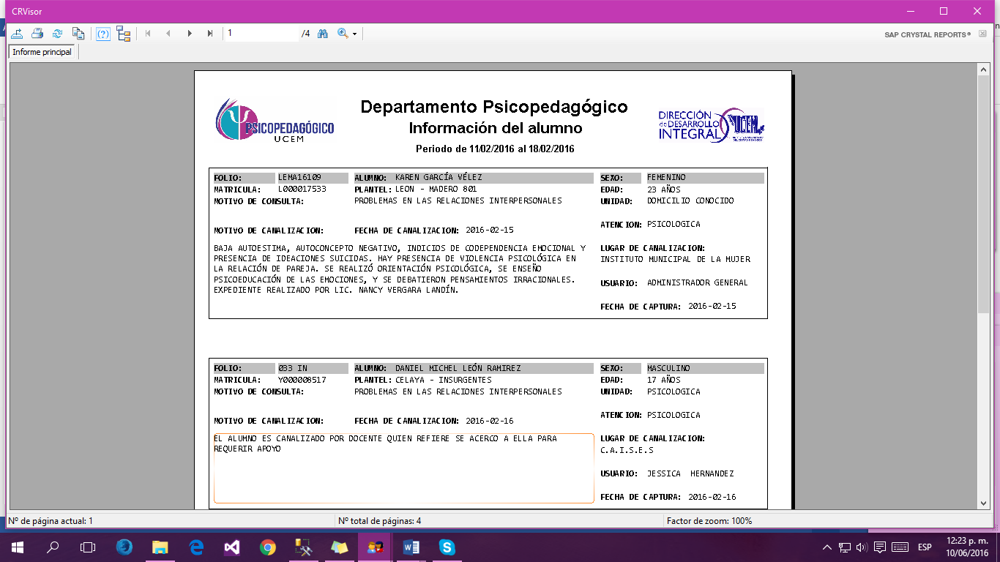 CRVisor
1 /4
SAP CRYSTAL REPORTS®
Informe principal
PSICOPEDAGÓGICO
UCEM
Departamento Psicopedagógico
Información del alumno
Periodo de 11/02/2016 al 18/02/2016
DIRECCIÓN
de DESARROLLO
INTEGRAL
UCEM
FOLIO: LEMA16109 ALUMNO: KAREN GARCÍA VÉLEZ SEXO: FEMENINO
MATRICULA: L000017533 PLANTEL: LEON - MADERO 801 EDAD: 23 AÑOS
MOTIVO DE CONSULTA: PROBLEMAS EN LAS RELACIONES INTERPERSONALES UNIDAD: DOMICILIO CONOCIDO
ATENCION: PSICOLOGICA
MOTIVO DE CANALIZACION: FECHA DE CANALIZACION: 2016-02-15
BAJA AUTOESTIMA, AUTOCONCEPTO NEGATIVO, INDICIOS DE CODEPENDENCIA EMOCIONAL Y
PRESENCIA DE IDEACIONES SUICIDAS. HAY PRESENCIA DE VIOLENCIA PSICOLÓGICA EN
LA RELACIÓN DE PAREJA. SE REALIZÓ ORIENTACIÓN PSICOLÓGICA, SE ENSEÑO
PSICOEDUCACIÓN DE LAS EMOCIONES, Y SE DEBATIERON PENSAMIENTOS IRRACIONALES.
EXPEDIENTE REALIZADO POR LIC. NANCY VERGARA LANDÍN.
LUGAR DE CANALIZACION:
INSTITUTO MUNICIPAL DE LA MUJER
USUARIO: ADMINISTRADOR GENERAL
FECHA DE CAPTURA: 2016-02-15
FOLIO: 033 IN ALUMNO: DANIEL MICHEL LEÓN RAMIREZ SEXO: MASCULINO
MATRICULA: Y000008517 PLANTEL: CELAYA - INSURGENTES EDAD: 17 AÑOS
MOTIVO DE CONSULTA: PROBLEMAS EN LAS RELACIONES INTERPERSONALES UNIDAD: PSICOLOGICA
ATENCION: PSICOLOGICA
MOTIVO DE CANALIZACION: FECHA DE CANALIZACION: 2016-02-16
EL ALUMNO ES CANALIZADO POR DOCENTE QUIEN REFIERE SE ACERCO A ELLA PARA
REQUERIR APOYO
LUGAR DE CANALIZACION:
C.A.I.S.E.S
USUARIO: JESSICA HERNANDEZ
FECHA DE CAPTURA: 2016-02-16
Nº de página actual: 1 Nº total de páginas: 4 Factor de zoom: 100%
ESP
12:23 p. m.
10/06/2016